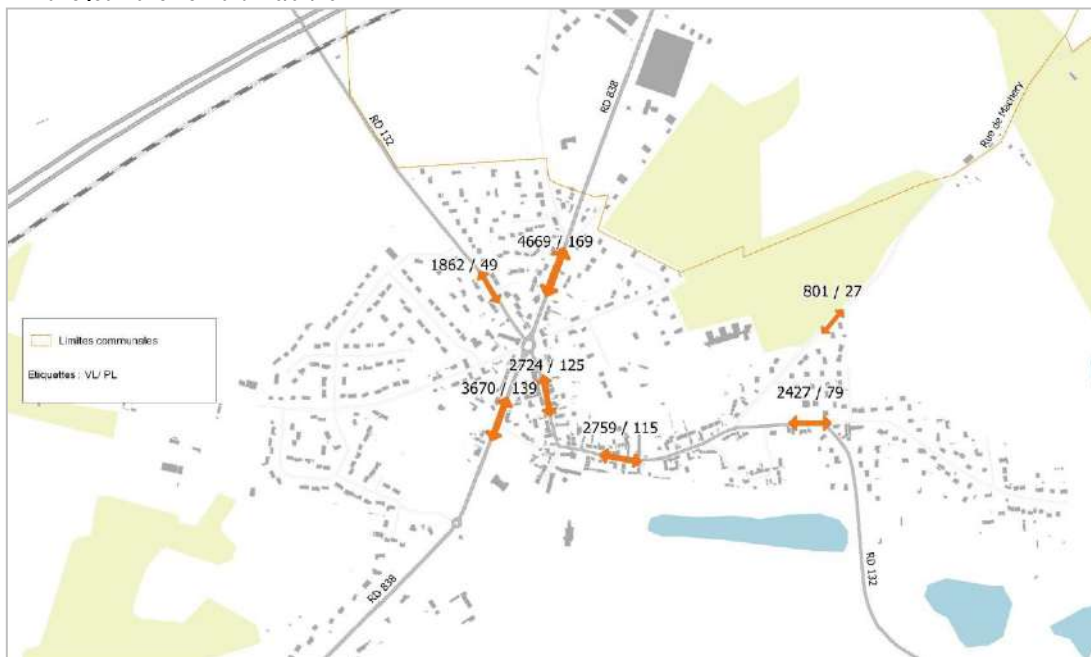 RD 838
Rue de Machery
RD 132
4669 / 169
1862 / 49
801 / 27
Limites communales
2724 / 125
Etiquettes : VL/ PL
3670 / 139
2427 / 79
2759 / 115
RD 132
RD 838